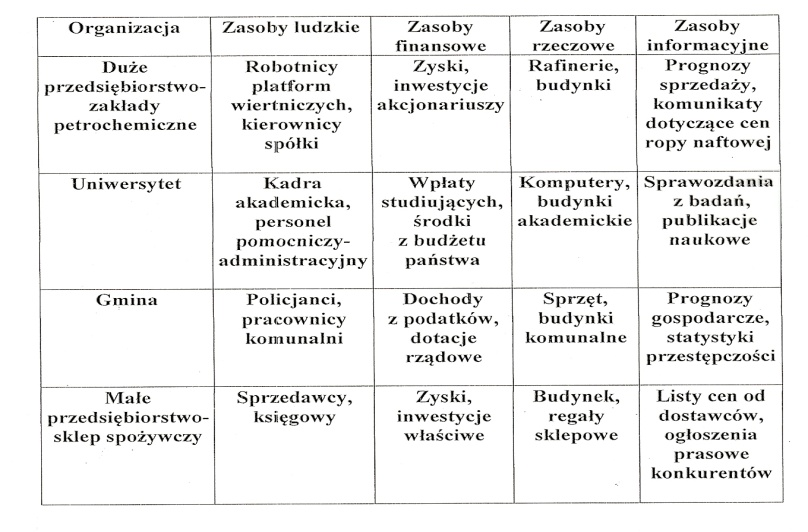 Organizacja
Zasoby ludzkie
Zasoby
finansowe
Zasoby
rzeczowe
Zasoby
informacyjne
Duże
przedsiębiorstwo-
zakłady
petrochemiczne
Robotnicy
platform
wiertniczych,
kierownicy
spółki
Zyski,
inwestycje
akcjonariuszy
Rafinerie,
budynki
Prognozy
sprzedaży,
komunikaty
dotyczące cen
ropy naftowej
Uniwersytet
Kadra
akademicka,
personel
pomocniczy-
administracyjny
Wpłaty
studiujących,
środki
z budżetu
państwa
Komputery,
budynki
akademickie
Sprawozdania
z badań,
publikacje
naukowe
Gmina
Policjanci,
pracownicy
komunalni
Dochody
z podatków,
dotacje
rządowe
Sprzęt,
budynki
komunalne
Prognozy
gospodarcze,
statystyki
przestępczości
Małe
przedsiębiorstwo-
sklep spożywczy
Sprzedawcy,
księgowy
Zyski,
inwestycje
właściwe
Budynek,
regały
sklepowe
Listy cen od
dostawców,
ogłoszenia
prasowe
konkurentów